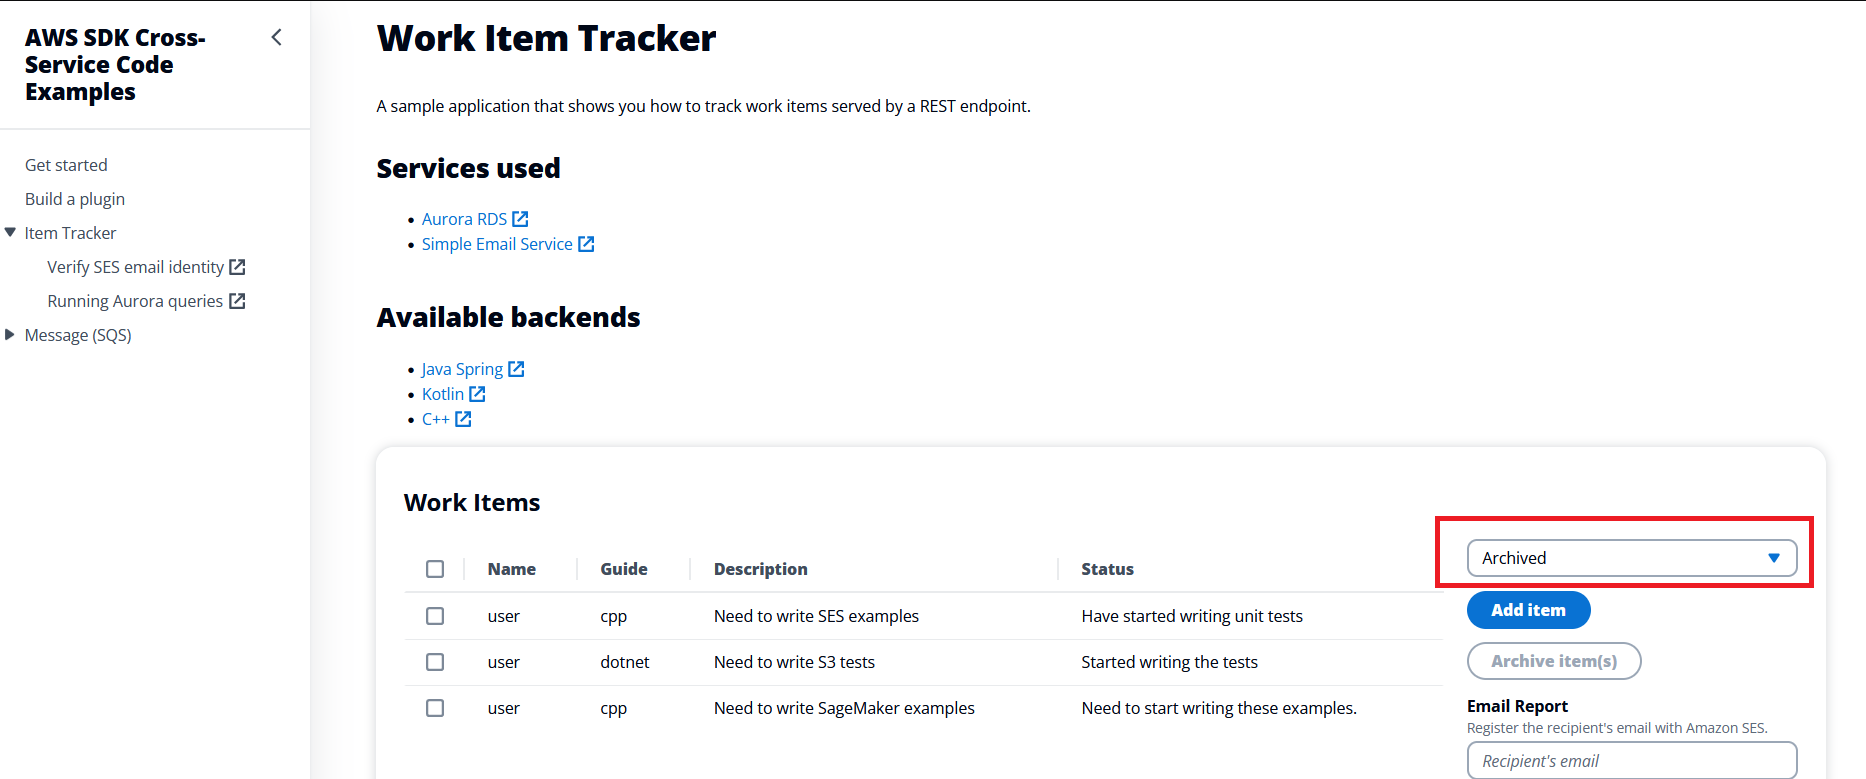 AWS SDK Cross-
Service Code
Examples
Get started
Build a plugin
Item Tracker
Verify SES email identity
Running Aurora queries
Message (SQS)
Work Item Tracker
A sample application that shows you how to track work items served by a REST endpoint.
Services used
Aurora RDS
Simple Email Service
Available backends
Java Spring
Kotlin
C++
Work Items
Name Guide Description Status
user cpp Need to write SES examples Have started writing unit tests
user dotnet Need to write S3 tests Started writing the tests
user cpp Need to write SageMaker examples Need to start writing these examples.
Archived
Add item
Archive item(s)
Email Report
Register the recipient's email with Amazon SES.
Recipient's email